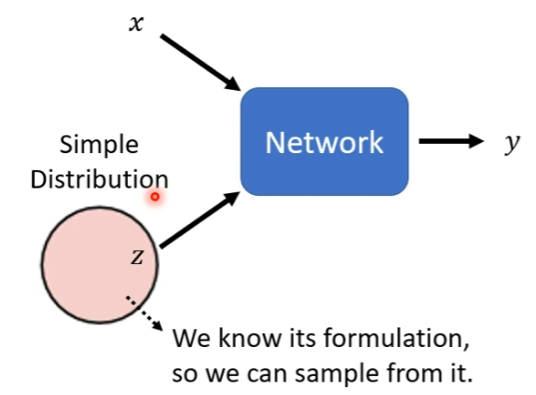 x
Network
y
Simple
Distribution
z
We know its formulation,
so we can sample from it.